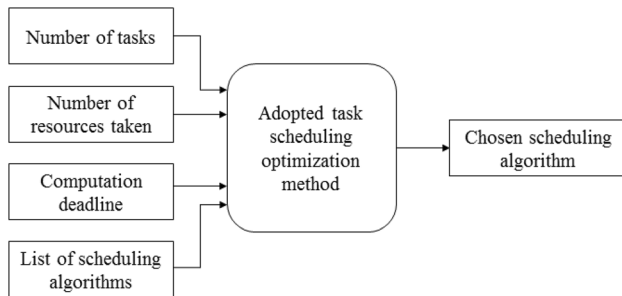 Number of tasks
Number of
resources taken
Computation
deadline
List of scheduling
algorithms
Adopted task
scheduling
optimization
method
Chosen scheduling
algorithm